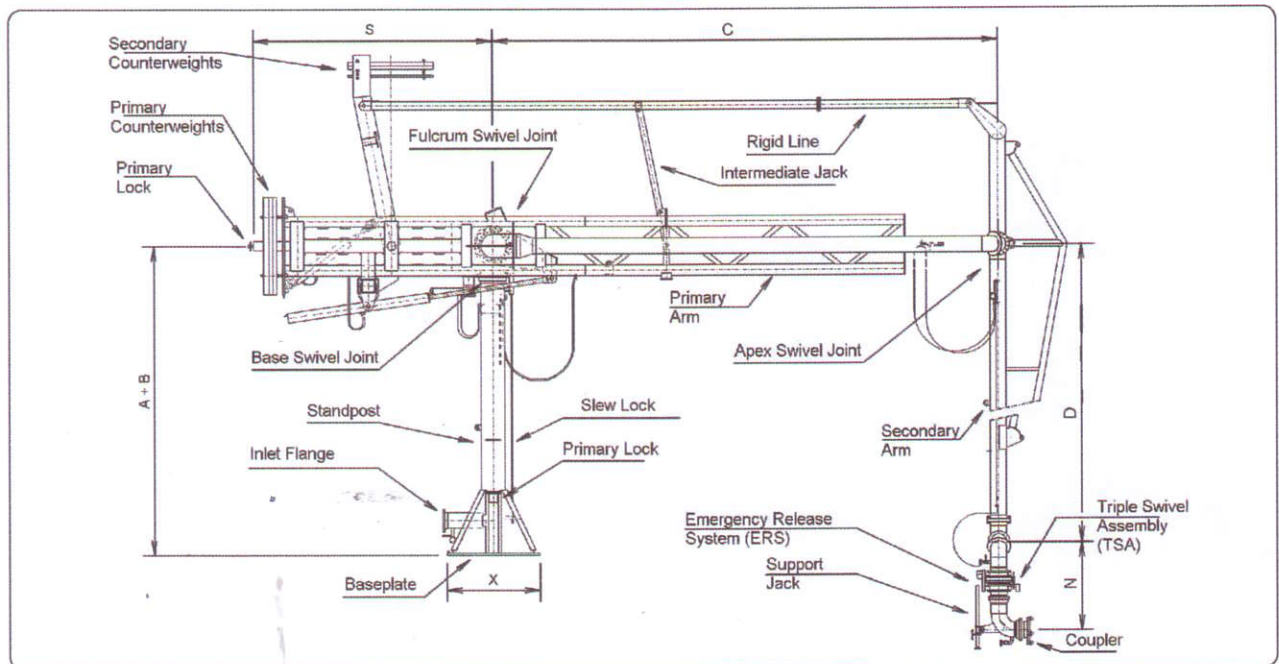 S
C
Secondary
Counterweights
Primary
Counterweights
Fulcrum Swivel Joint
Rigid Line
Primary
Lock
Intermediate Jack
Primary
Arm
Base Swivel Joint
Apex Swivel Joint
A + B
Standpost
Slew Lock
D
Secondary
Arm
Inlet Flange
Primary Lock
Emergency Release
System (ERS)
Triple Swivel
Assembly
(TSA)
Support
Jack
N
Baseplate
X
Coupler